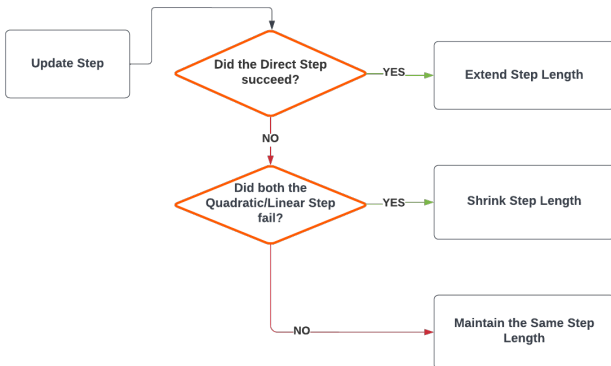 Update Step
Did the Direct Step
succeed?
YES
Extend Step Length
NO
Did both the
Quadratic/Linear Step
fail?
YES
Shrink Step Length
NO
Maintain the Same Step
Length